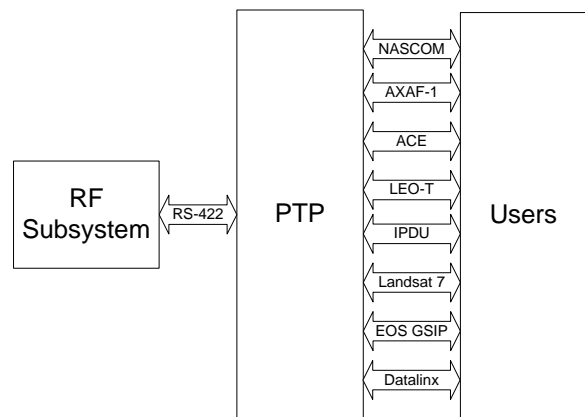 RF
Subsystem
RS-422
PTP
NASCOM
AXAF-1
ACE
LEO-T
IPDU
Landsat 7
EOS GSIP
Datalinx
Users